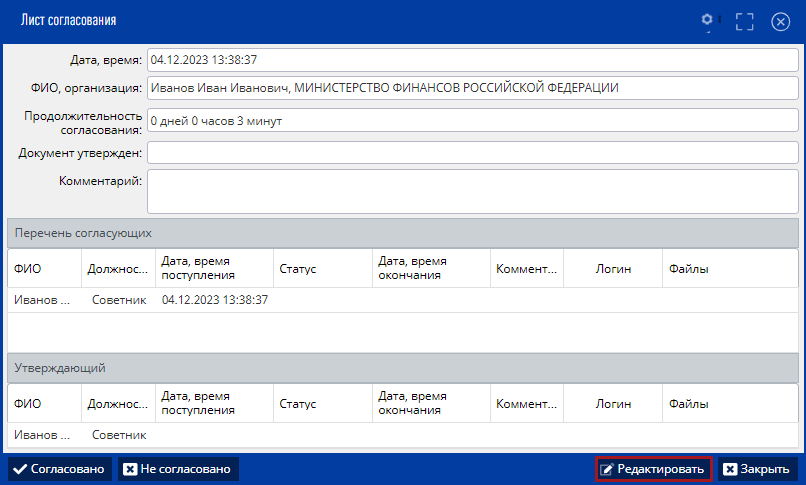 Лист согласования
Дата, время: 04.12.2023 13:38:37
ФИО, организация: Иванов Иван Иванович, МИНИСТЕРСТВО ФИНАНСОВ РОССИЙСКОЙ ФЕДЕРАЦИИ
Продолжительность
согласования: 0 дней 0 часов 3 минут
Документ утвержден:
Комментарий:
Перечень согласующих
ФИО Должнос... Дата, время поступления Статус Дата, время окончания Коммент... Логин Файлы
Иванов ... Советник 04.12.2023 13:38:37
Утверждающий
ФИО Должнос... Дата, время поступления Статус Дата, время окончания Коммент... Логин Файлы
Иванов ... Советник
Согласовано Не согласовано Редактировать Закрыть